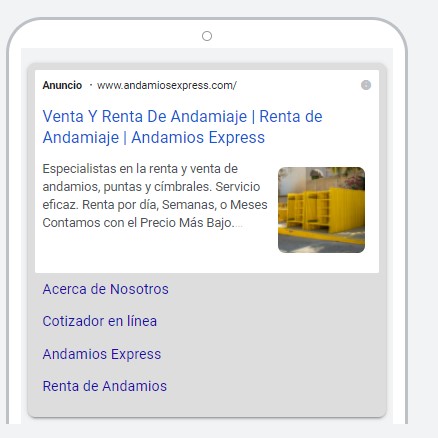 Anuncio · www.andamiosexpress.com/
Venta Y Renta De Andamiaje | Renta de
Andamiaje | Andamios Express
Especialistas en la renta y venta de
andamios, puntas y címbrales. Servicio
eficaz. Renta por día, Semanas, o Meses
Contamos con el Precio Más Bajo.
Acerca de Nosotros
Cotizador en línea
Andamios Express
Renta de Andamios